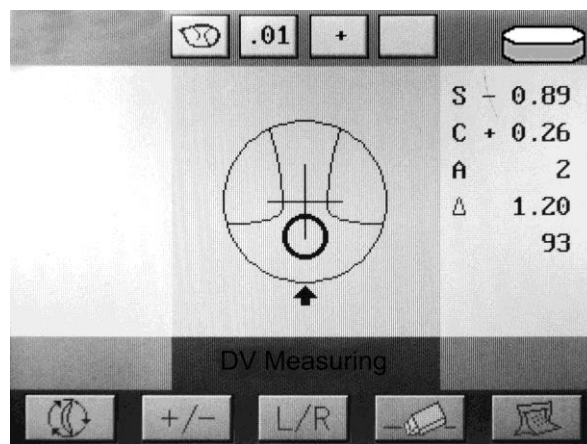 .01 +
S - 0.89
C + 0.26
A 2
Δ 1.20
93
DV Measuring
+/- L/R